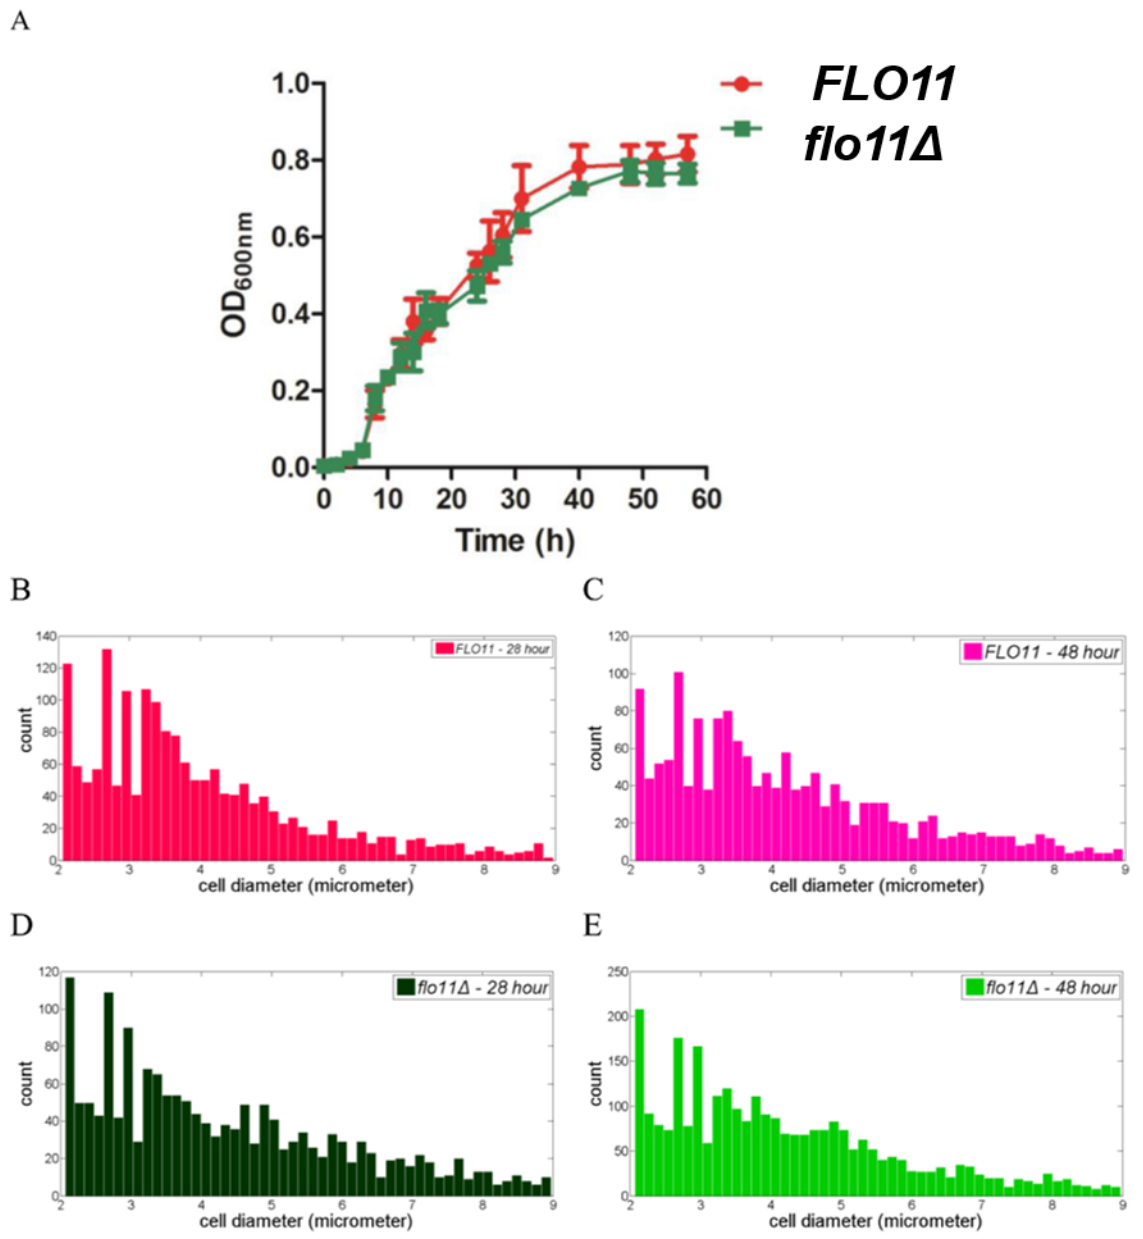 A
FLO11
flo11Δ
1.0
0.8
0.6
0.4
0.2
0.0
OD600nm
0 10 20 30 40 50 60
Time (h)
B
140
120
100
80
60
40
20
0
count
FLO11 - 28 hour
2 3 4 5 6 7 8 9
cell diameter (micrometer)
C
120
100
80
60
40
20
0
count
FLO11 - 48 hour
2 3 4 5 6 7 8 9
cell diameter (micrometer)
D
120
100
80
60
40
20
0
count
flo11Δ - 28 hour
2 3 4 5 6 7 8 9
cell diameter (micrometer)
E
250
200
150
100
50
0
count
flo11Δ - 48 hour
2 3 4 5 6 7 8 9
cell diameter (micrometer)